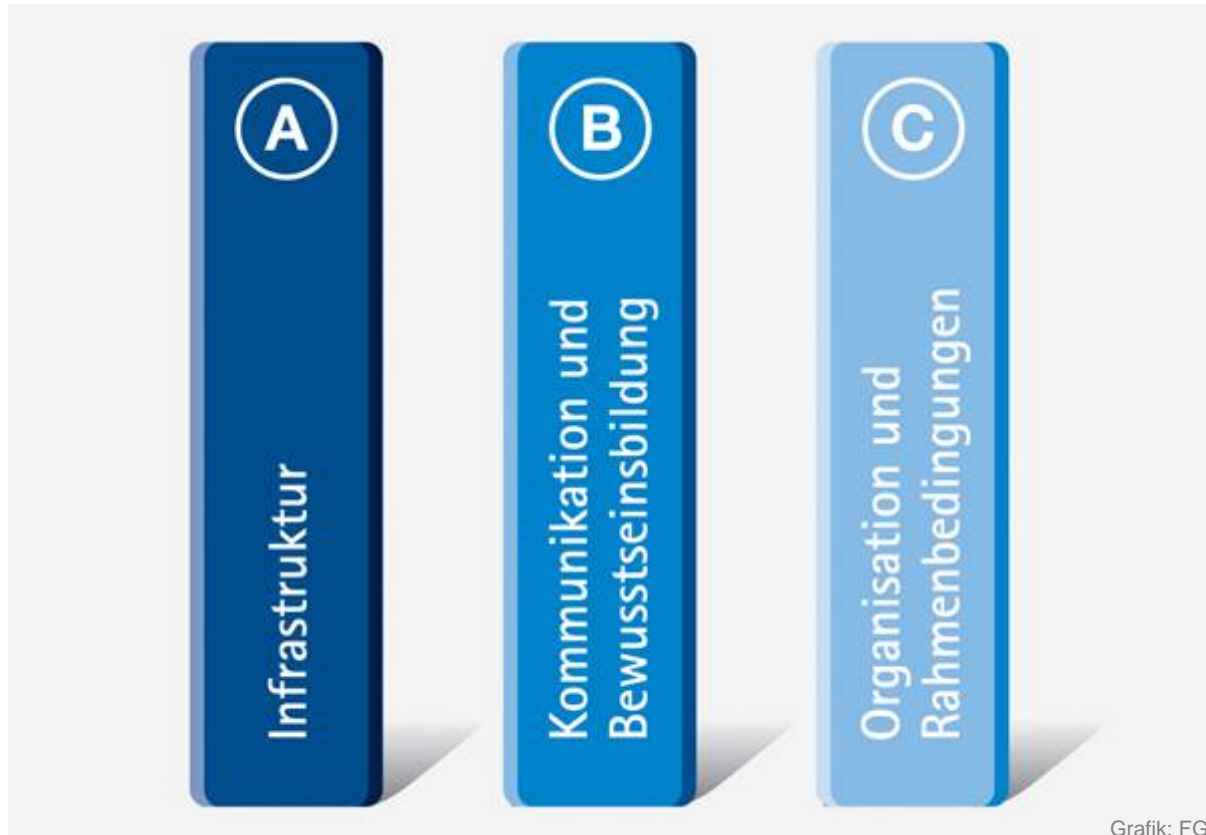 A
Infrastruktur
B
Kommunikation und
Bewusstseinsbildung
C
Organisation und
Rahmenbedingungen
Grafik: FG